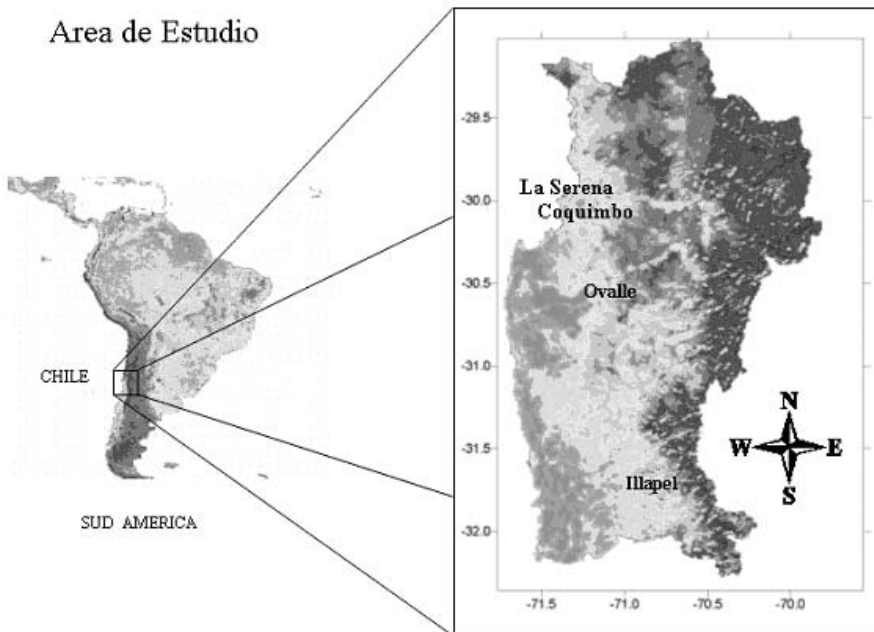 Area de Estudio
CHILE
SUD AMERICA
-29.5
-30.0
-30.5
-31.0
-31.5
-32.0
La Serena
Coquimbo
Ovalle
Illapel
N
W E
S
-71.5 -71.0 -70.5 -70.0